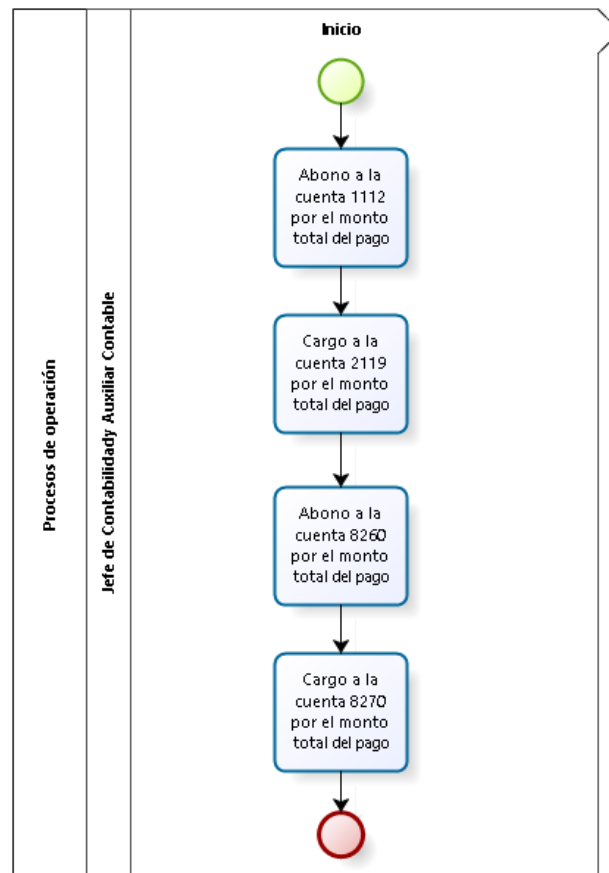 Inicio
Abono a la
cuenta 1112
por el monto
total del pago
Cargo a la
cuenta 2119
por el monto
total del pago
Abono a la
cuenta 8260
por el monto
total del pago
Cargo a la
cuenta 8270
por el monto
total del pago
Procesos de operación
Jefe de Contabilidady Auxiliar Contable